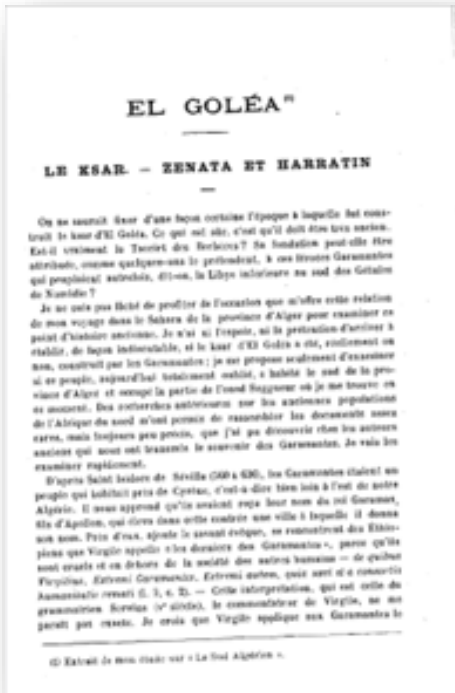 EL GOLÉA (1)
LE KSAR. — ZENATA ET HARRATIN
On ne saurait fixer d'une façon certaine l'époque à laquelle fut cons-
truit le ksar d'El Goléa. Ce qui est sûr, c'est qu'il doit être très ancien.
Est-il vraiment le Taorirt des Berbères ? Sa fondation peut-elle être
attribuée, comme quelques-uns le prétendent, à ces féroces Garamantes
qui peuplaient autrefois, dit-on, la Libye inférieure au sud des Gétules
de Numidie ?
Je ne suis pas fâché de profiter de l'occasion que m'offre cette relation
de mon voyage dans le Sahara de la province d'Alger pour examiner ce
point d'histoire ancienne. Je n'ai ni l'espoir, ni la prétention d'arriver à
établir, de façon indiscutable, si le ksar d'El Goléa a été, réellement ou
non, construit par les Garamantes ; je me propose seulement d'examiner
si ce peuple, aujourd'hui totalement oublié, a habité le sud de la pro-
vince d'Alger et occupé la partie de l'oued Seggueur où je me trouve en
ce moment. Des recherches antérieures sur les anciennes populations
de l'Afrique du nord m'ont permis de rassembler les documents assez
rares, mais toujours peu précis, que j'ai pu découvrir chez les auteurs
anciens qui nous ont transmis le souvenir des Garamantes. Je vais les
examiner rapidement.
D'après Saint Isidore de Séville (560 à 636), les Garamantes étaient un
peuple qui habitait près de Cyrène, c'est-à-dire bien loin à l'est de notre
Algérie. Il nous apprend qu'ils avaient reçu leur nom du roi Garamas,
fils d'Apollon, qui éleva dans cette contrée une ville à laquelle il donna
son nom. Près d'eux, ajoute le savant évêque, se rencontrent des Ethio-
piens que Virgile appelle « les derniers des Garamantes », parce qu'ils
sont cruels et en dehors de la société des autres humains — de quibus
Virgilius, Extremi Garamantes. Extremi autem, quia saevi et a consortio
humanitatis remoti (l. 9, c. 2). — Cette interprétation, qui est celle du
grammairien Servius (vᵉ siècle), le commentateur de Virgile, ne me
paraît pas exacte. Je crois que Virgile applique aux Garamantes le
(1) Extrait de mon étude sur « Le Sud Algérien ».